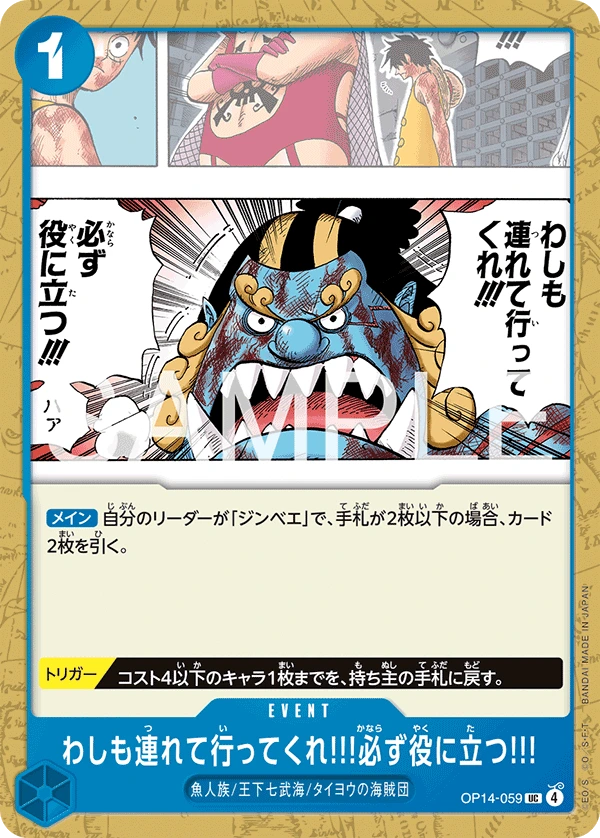 1
!!!
わしも
連れて行って
くれ!!!
必ず
役に立つ!!!
ハァ
SAMPLE
メイン 自分のリーダーが「ジンベエ」で、手札が2枚以下の場合、カード
2枚を引く。
トリガー コスト4以下のキャラ1枚までを、持ち主の手札に戻す。
EVENT
わしも連れて行ってくれ!!!必ず役に立つ!!!
魚人族/王下七武海/タイヨウの海賊団
OP14-059 UC 4
©E.O./S. ©O./S.-F.-T. BANDAI MADE IN JAPAN